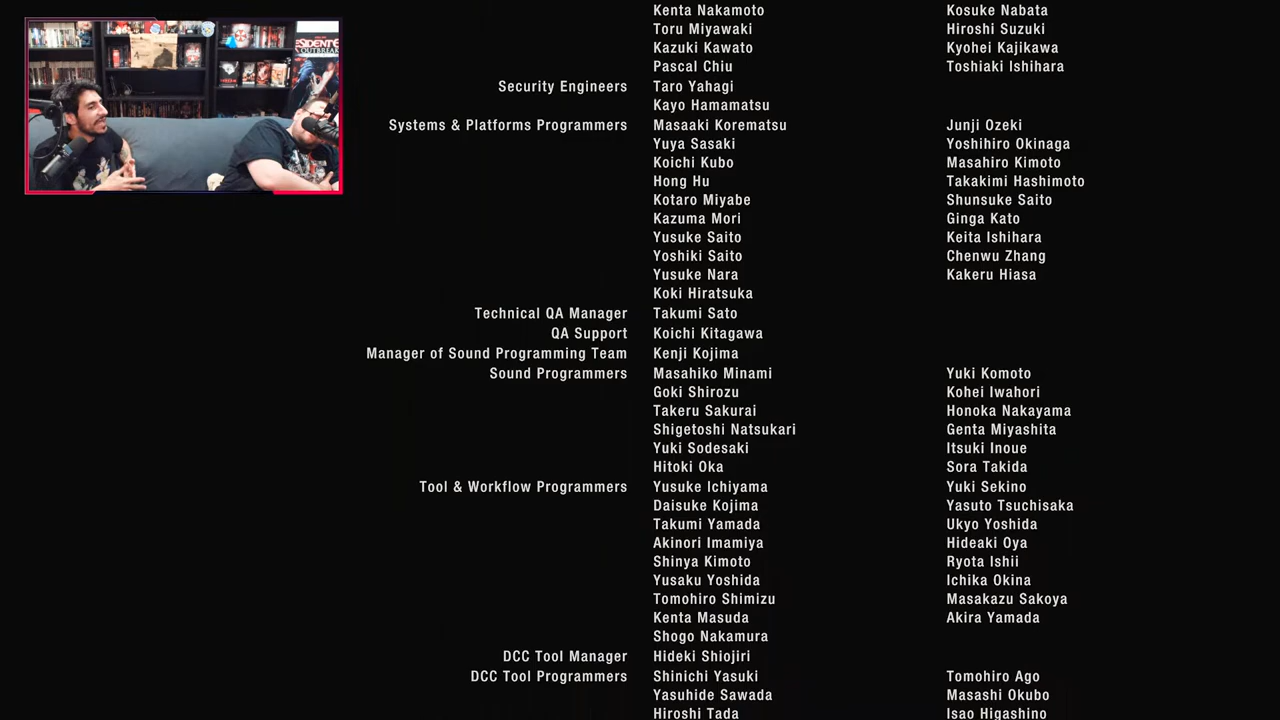 Kenta Nakamoto Kosuke Nabata
Toru Miyawaki Hiroshi Suzuki
Kazuki Kawato Kyohei Kajikawa
Pascal Chiu Toshiaki Ishihara
Security Engineers Taro Yahagi
Kayo Hamamatsu
Systems & Platforms Programmers Masaaki Korematsu Junji Ozeki
Yuya Sasaki Yoshihiro Okinaga
Koichi Kubo Masahiro Kimoto
Hong Hu Takakimi Hashimoto
Kotaro Miyabe Shunsuke Saito
Kazuma Mori Ginga Kato
Yusuke Saito Keita Ishihara
Yoshiki Saito Chenwu Zhang
Yusuke Nara Kakeru Hiasa
Koki Hiratsuka
Technical QA Manager Takumi Sato
QA Support Koichi Kitagawa
Manager of Sound Programming Team Kenji Kojima
Sound Programmers Masahiko Minami Yuki Komoto
Goki Shirozu Kohei Iwahori
Takeru Sakurai Honoka Nakayama
Shigetoshi Natsukari Genta Miyashita
Yuki Sodesaki Itsuki Inoue
Hitoki Oka Sora Takida
Tool & Workflow Programmers Yusuke Ichiyama Yuki Sekino
Daisuke Kojima Yasuto Tsuchisaka
Takumi Yamada Ukyo Yoshida
Akinori Imamiya Hideaki Oya
Shinya Kimoto Ryota Ishii
Yusaku Yoshida Ichika Okina
Tomohiro Shimizu Masakazu Sakoya
Kenta Masuda Akira Yamada
Shogo Nakamura
DCC Tool Manager Hideki Shiojiri
DCC Tool Programmers Shinichi Yasuki Tomohiro Ago
Yasuhide Sawada Masashi Okubo
Hiroshi Tada Isao Higashino